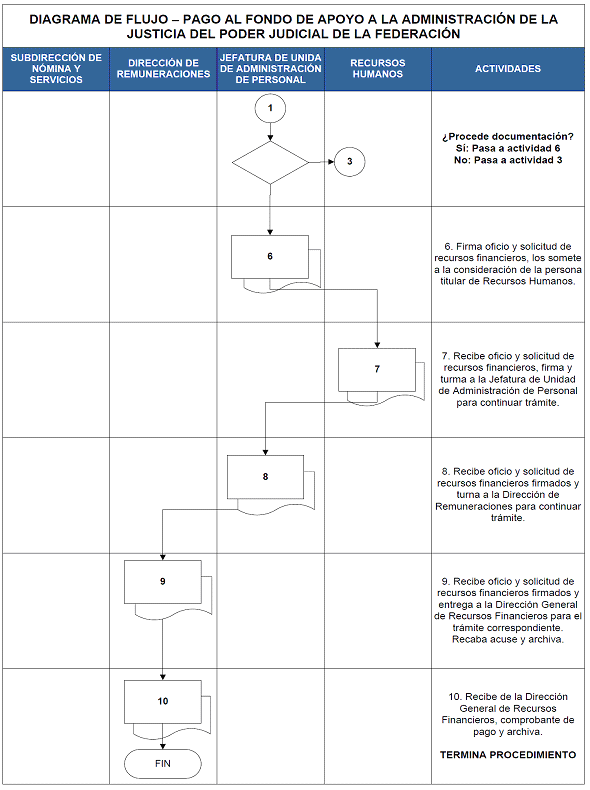 DIAGRAMA DE FLUJO – PAGO AL FONDO DE APOYO A LA ADMINISTRACIÓN DE LA
JUSTICIA DEL PODER JUDICIAL DE LA FEDERACIÓN
SUBDIRECCIÓN DE
NÓMINA Y
SERVICIOS
DIRECCIÓN DE
REMUNERACIONES
JEFATURA DE UNIDA
DE ADMINISTRACIÓN
DE PERSONAL
RECURSOS
HUMANOS
ACTIVIDADES
1
3
¿Procede documentación?
Sí: Pasa a actividad 6
No: Pasa a actividad 3
6
6. Firma oficio y solicitud de
recursos financieros, los somete
a la consideración de la persona
titular de Recursos Humanos.
7
7. Recibe oficio y solicitud de
recursos financieros, firma y
turma a la Jefatura de Unidad
de Administración de Personal
para continuar trámite.
8
8. Recibe oficio y solicitud de
recursos financieros firmados y
turna a la Dirección de
Remuneraciones para continuar
trámite.
9
9. Recibe oficio y solicitud de
recursos financieros firmados y
entrega a la Dirección General
de Recursos Financieros para el
trámite correspondiente.
Recaba acuse y archiva.
10
10. Recibe de la Dirección
General de Recursos
Financieros, comprobante de
pago y archiva.
FIN
TERMINA PROCEDIMIENTO